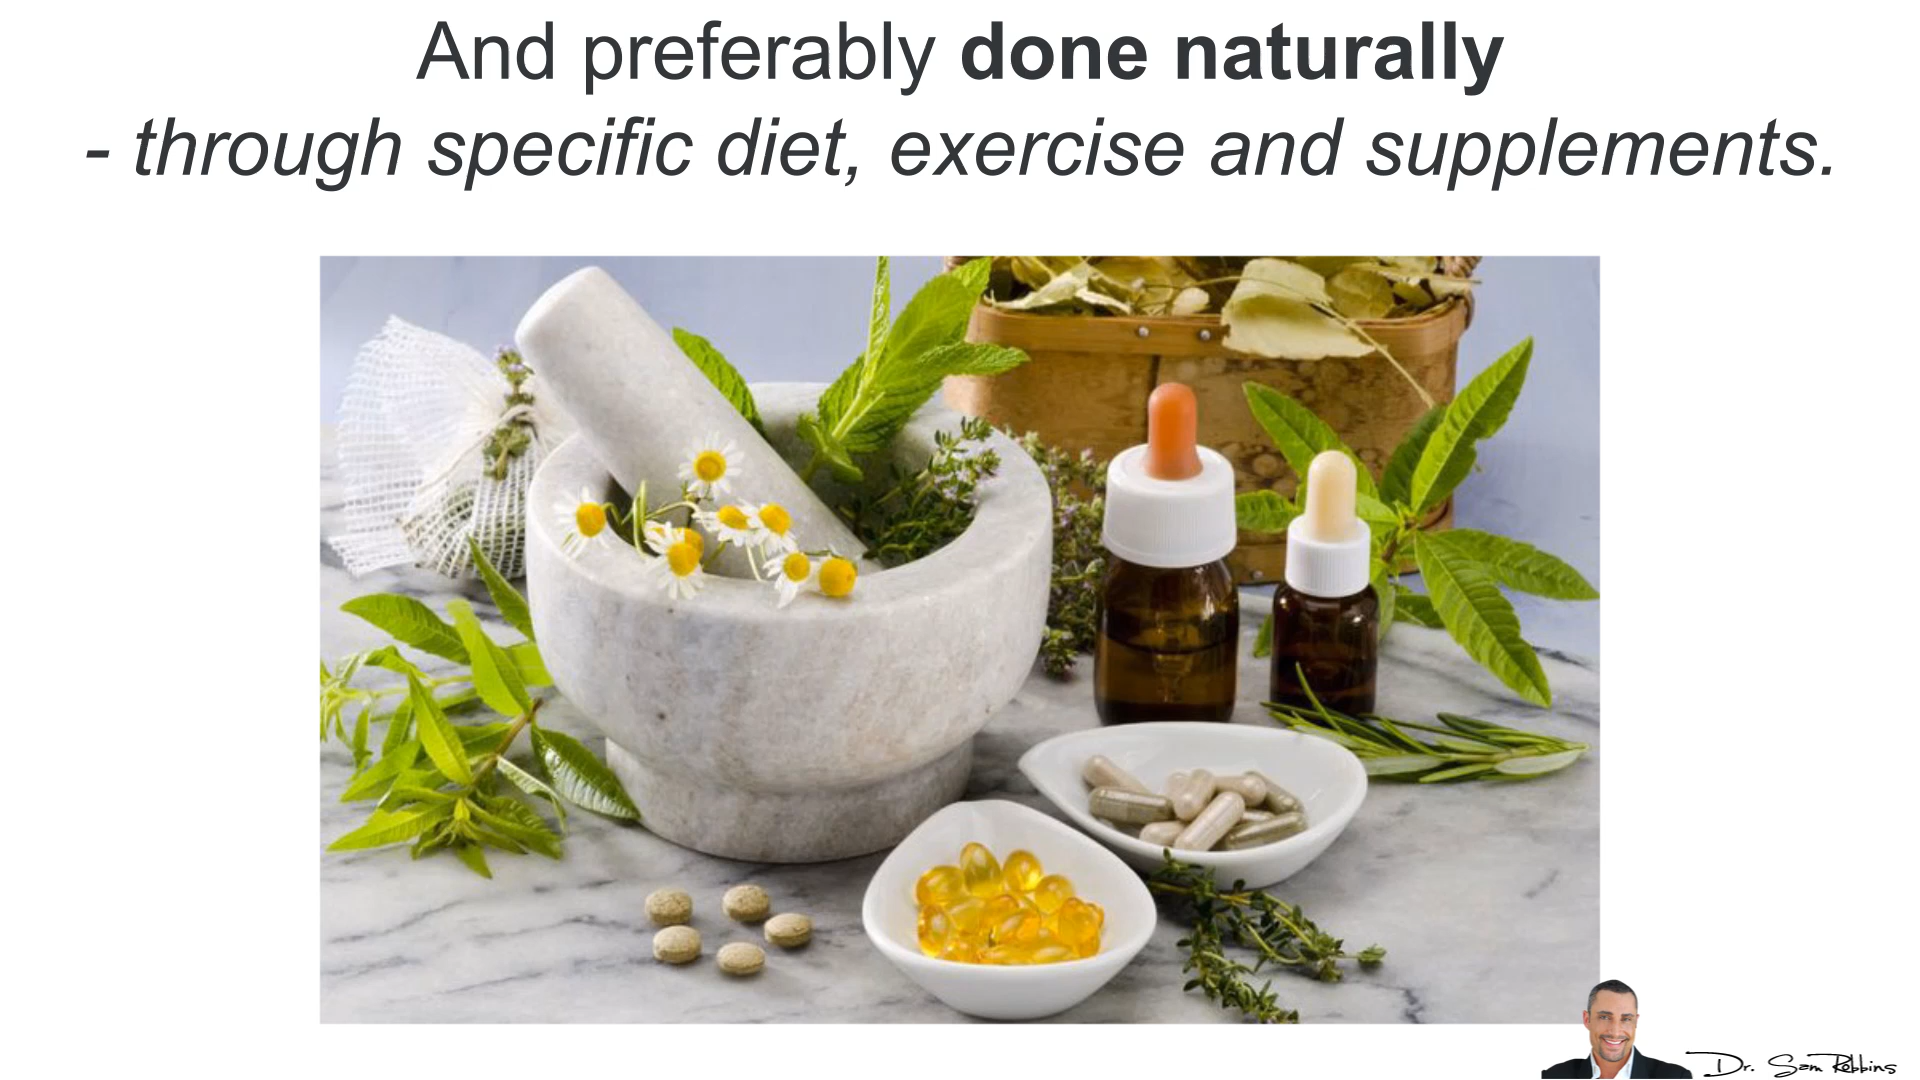 And preferably done naturally
- through specific diet, exercise and supplements.
Dr. Sam Robbins